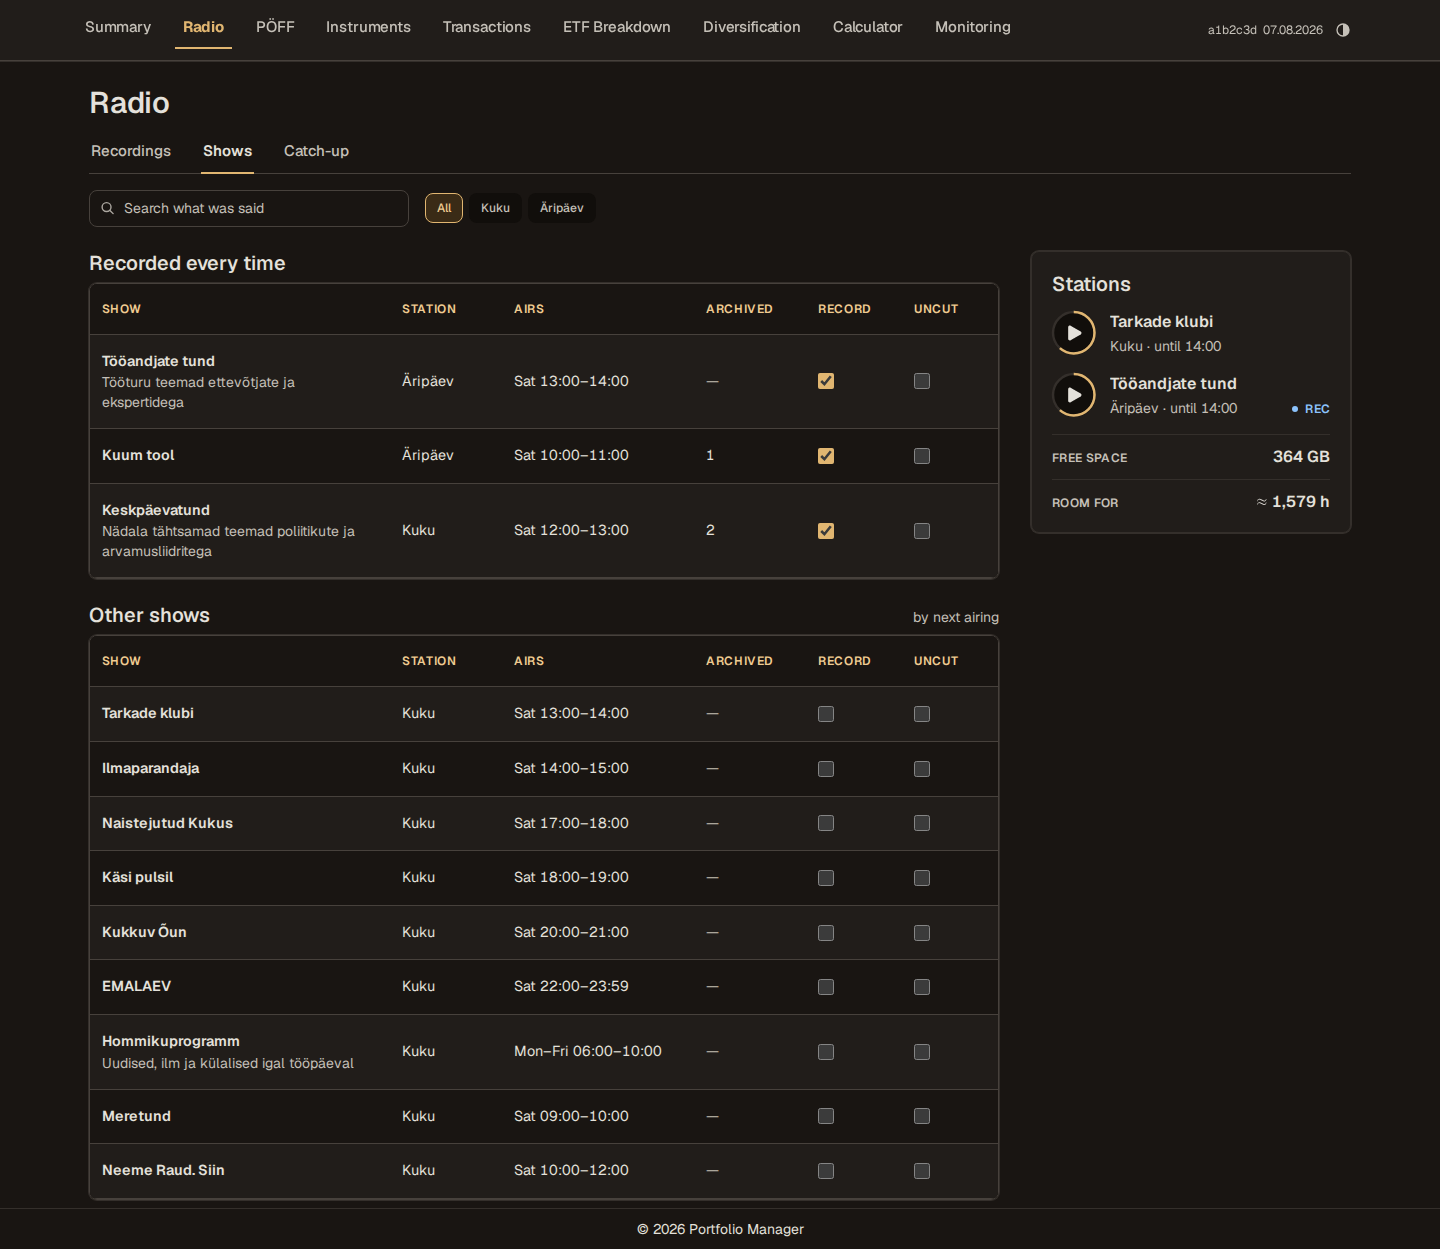 Summary Radio PÖFF Instruments Transactions ETF Breakdown Diversification Calculator Monitoring a1b2c3d 07.08.2026
Radio
Recordings Shows Catch-up
Search what was said All Kuku Äripäev
Recorded every time
SHOW STATION AIRS ARCHIVED RECORD UNCUT
Tööandjate tund
Tööturu teemad ettevõtjate ja
ekspertidega
Äripäev Sat 13:00–14:00 —
Kuum tool Äripäev Sat 10:00–11:00 1
Keskpäevatund
Nädala tähtsamad teemad poliitikute ja
arvamusliidritega
Kuku Sat 12:00–13:00 2
Stations
Tarkade klubi
Kuku · until 14:00
Tööandjate tund
Äripäev · until 14:00 • REC
FREE SPACE 364 GB
ROOM FOR ≈ 1,579 h
Other shows by next airing
SHOW STATION AIRS ARCHIVED RECORD UNCUT
Tarkade klubi Kuku Sat 13:00–14:00 —
Ilmaparandaja Kuku Sat 14:00–15:00 —
Naistejutud Kukus Kuku Sat 17:00–18:00 —
Käsi pulsil Kuku Sat 18:00–19:00 —
Kukkuv Õun Kuku Sat 20:00–21:00 —
EMALAEV Kuku Sat 22:00–23:59 —
Hommikuprogramm
Uudised, ilm ja külalised igal tööpäeval
Kuku Mon–Fri 06:00–10:00 —
Meretund Kuku Sat 09:00–10:00 —
Neeme Raud. Siin Kuku Sat 10:00–12:00 —
© 2026 Portfolio Manager